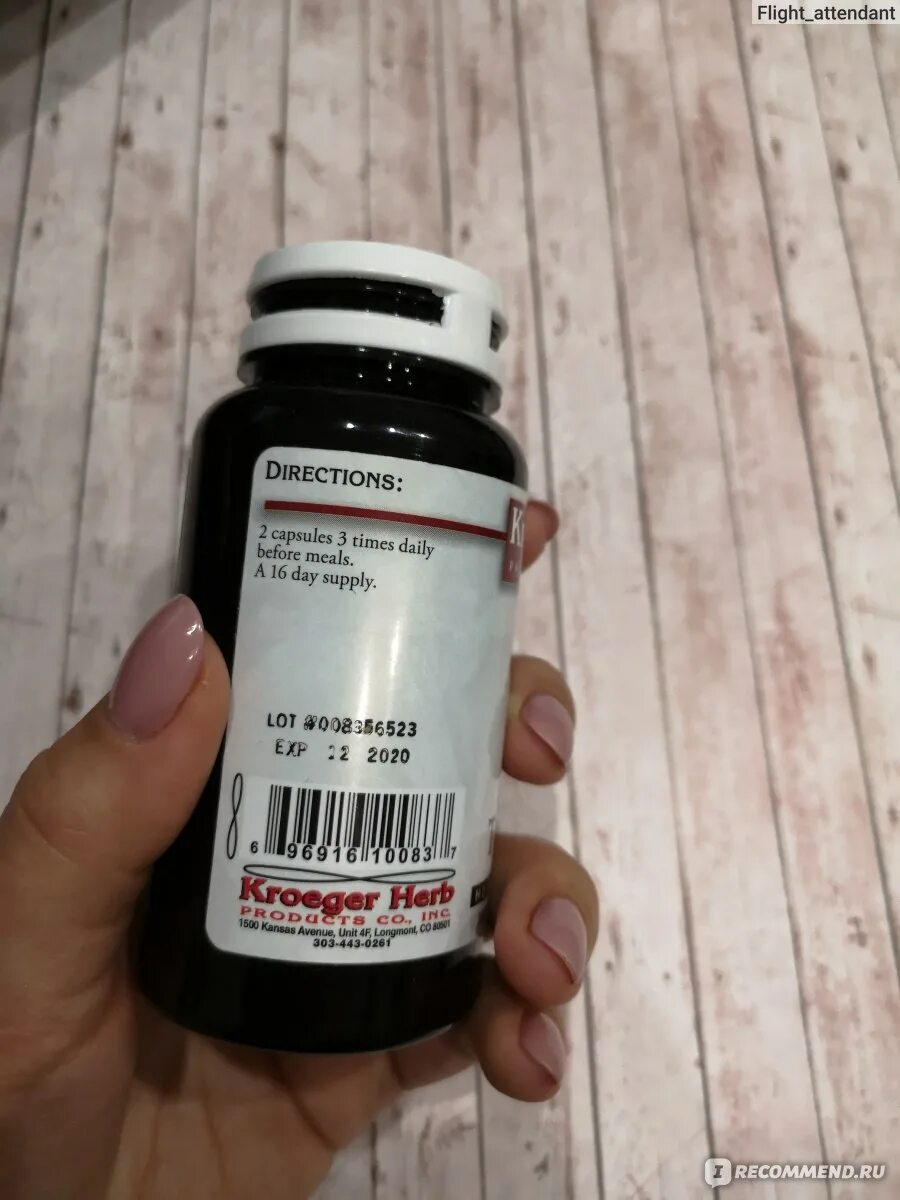 Flight_attendant
DIRECTIONS:
2 capsules 3 times daily
before meals.
A 16 day supply.
LOT #008356523
EXP 12 2020
6 96916 10083 7
Kroeger Herb
PRODUCTS CO., INC.
1500 Kansas Avenue, Unit 4F, Longmont, CO 80501
303-443-0261
IRECOMMEND.RU